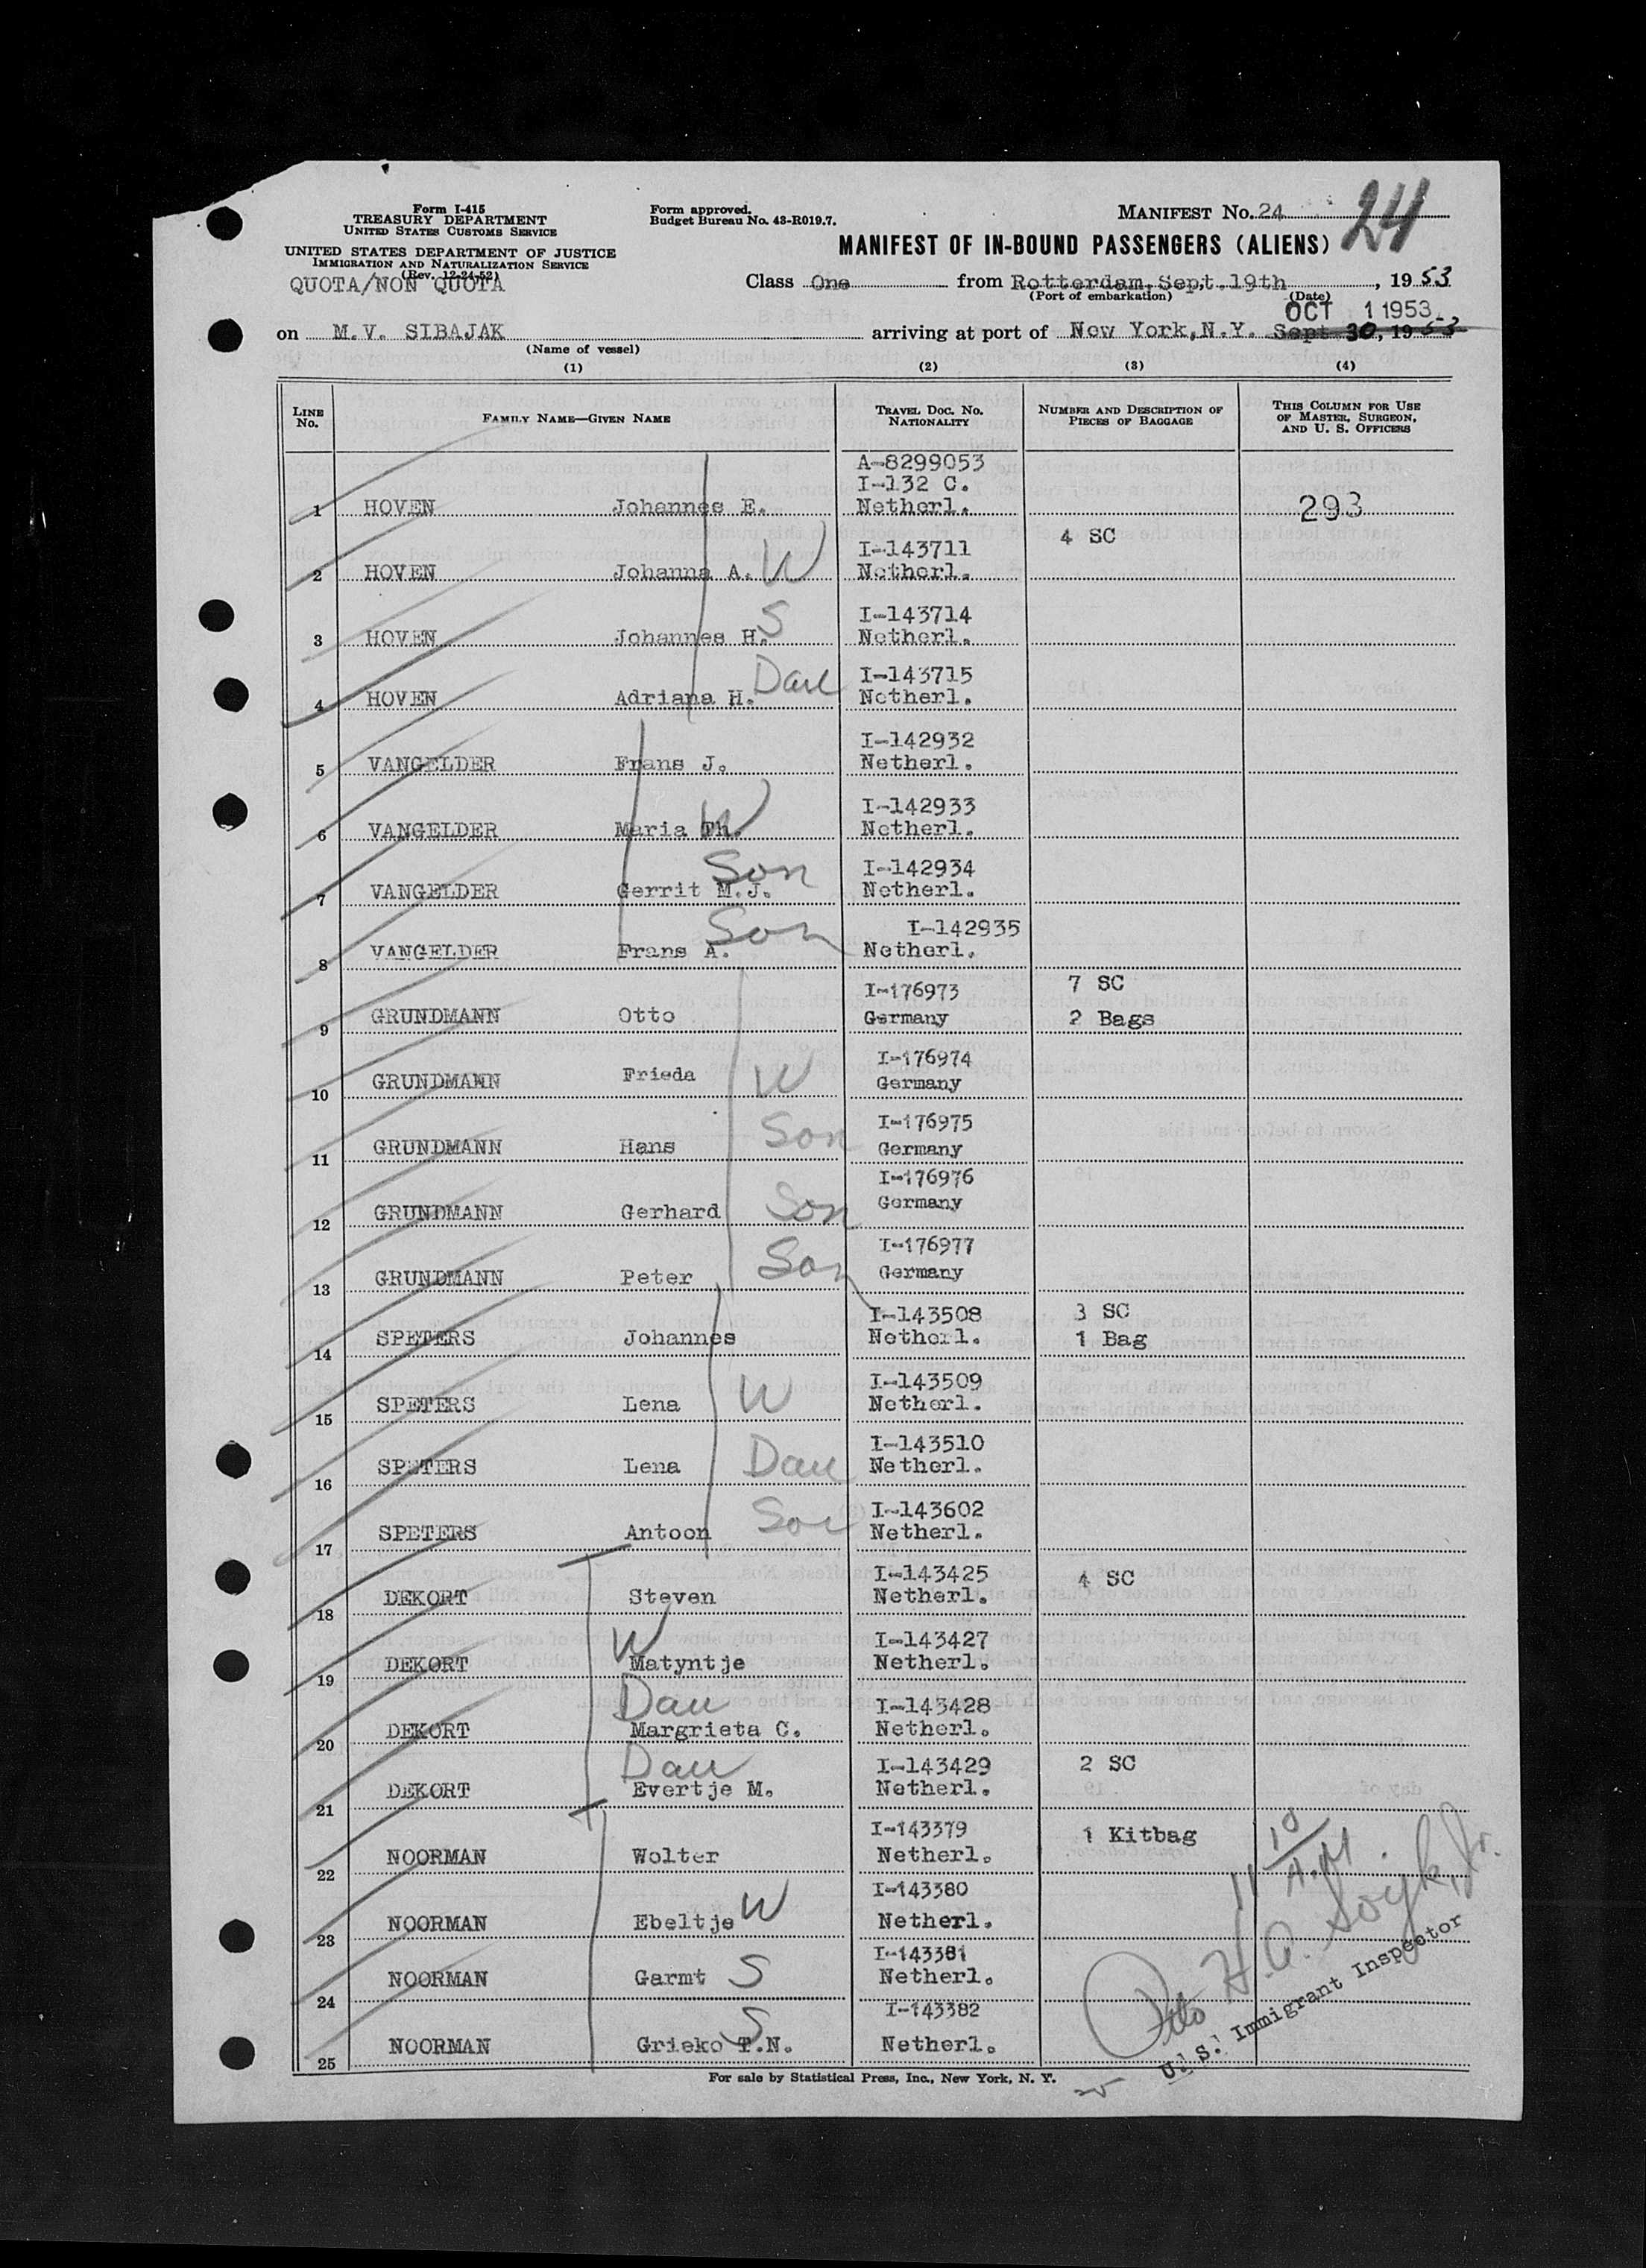 Form I-415
TREASURY DEPARTMENT
UNITED STATES CUSTOMS SERVICE
UNITED STATES DEPARTMENT OF JUSTICE
IMMIGRATION AND NATURALIZATION SERVICE
(Rev. 12-24-52)
QUOTA/NON QUOTA
Form approved.
Budget Bureau No. 43-R019.7.
MANIFEST No. 24
24
MANIFEST OF IN-BOUND PASSENGERS (ALIENS)
Class One from Rotterdam, Sept. 19th, 1953
(Port of embarkation) (Date)
OCT 1 1953
on M.V. SIBAJAK arriving at port of New York, N.Y. Sept 30, 1953
(Name of vessel)
(1) (2) (3) (4)
LINE No. FAMILY NAME—GIVEN NAME TRAVEL DOC. NO. NATIONALITY NUMBER AND DESCRIPTION OF PIECES OF BAGGAGE THIS COLUMN FOR USE OF MASTER, SURGEON, AND U. S. OFFICERS
A-8299053
I-132 C.
1 HOVEN Johannes E. Netherl. 293
I-143711 4 SC
2 HOVEN Johanna A. W Netherl.
I-143714
3 HOVEN Johannes H. S Netherl.
I-143715
4 HOVEN Adriana H. Dau Netherl.
I-142932
5 VANGELDER Frans J. Netherl.
I-142933
6 VANGELDER Maria Th. W Netherl.
I-142934
7 VANGELDER Gerrit M.J. Son Netherl.
I-142935
8 VANGELDER Frans A. Son Netherl.
I-176973 7 SC
9 GRUNDMANN Otto Germany 2 Bags
I-176974
10 GRUNDMANN Frieda W Germany
I-176975
11 GRUNDMANN Hans Son Germany
I-176976
12 GRUNDMANN Gerhard Son Germany
I-176977
13 GRUNDMANN Peter Son Germany
I-143508 3 SC
14 SPETERS Johannes Netherl. 1 Bag
I-143509
15 SPETERS Lena W Netherl.
I-143510
16 SPETERS Lena Dau Netherl.
I-143602
17 SPETERS Antoon Son Netherl.
I-143425 4 SC
18 DEKORT Steven Netherl.
I-143427
19 DEKORT W Matyntje Netherl.
I-143428
20 DEKORT Dau Margrieta C. Netherl.
I-143429 2 SC
21 DEKORT Dau Evertje M. Netherl.
I-143379 1 Kitbag
22 NOORMAN Wolter Netherl.
I-143380
23 NOORMAN Ebeltje W Netherl.
I-143381
24 NOORMAN Garmt S Netherl.
I-143382
25 NOORMAN Grieko T.N. S Netherl.
11 10 A.M.
U. S. Immigrant Inspector
For sale by Statistical Press, Inc., New York, N. Y.